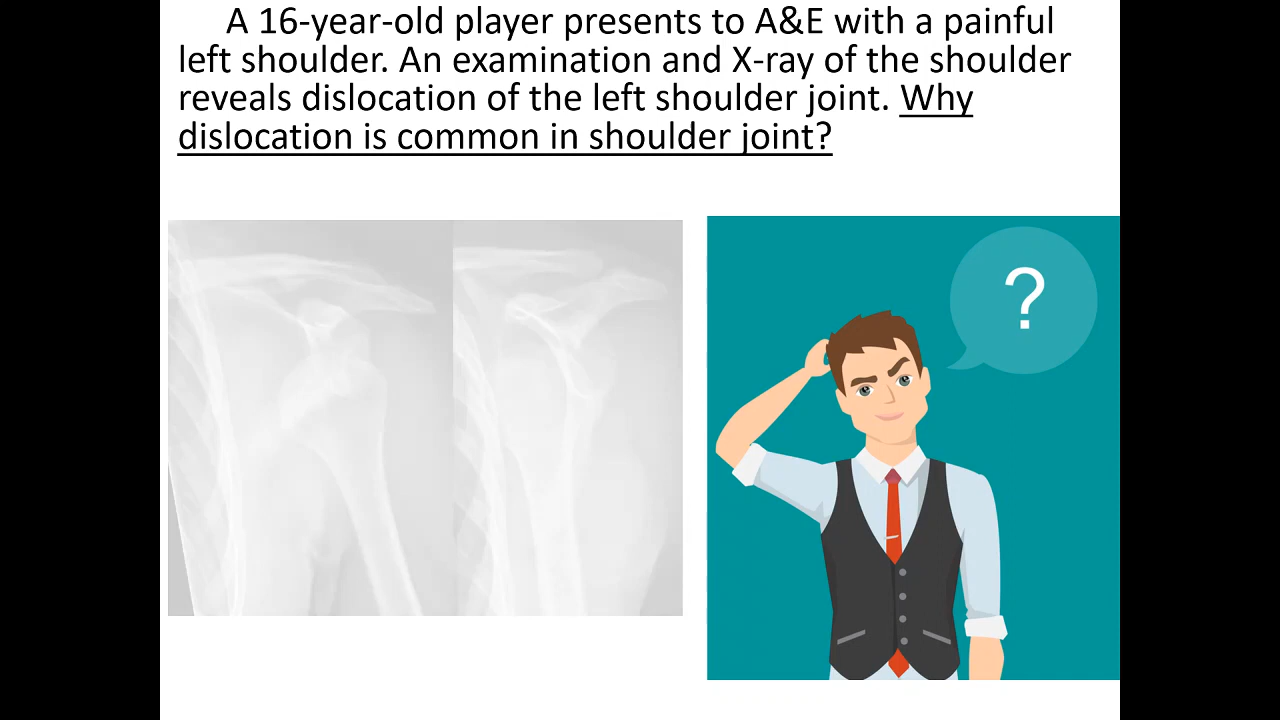 A 16-year-old player presents to A&E with a painful
left shoulder. An examination and X-ray of the shoulder
reveals dislocation of the left shoulder joint. Why
dislocation is common in shoulder joint?
?